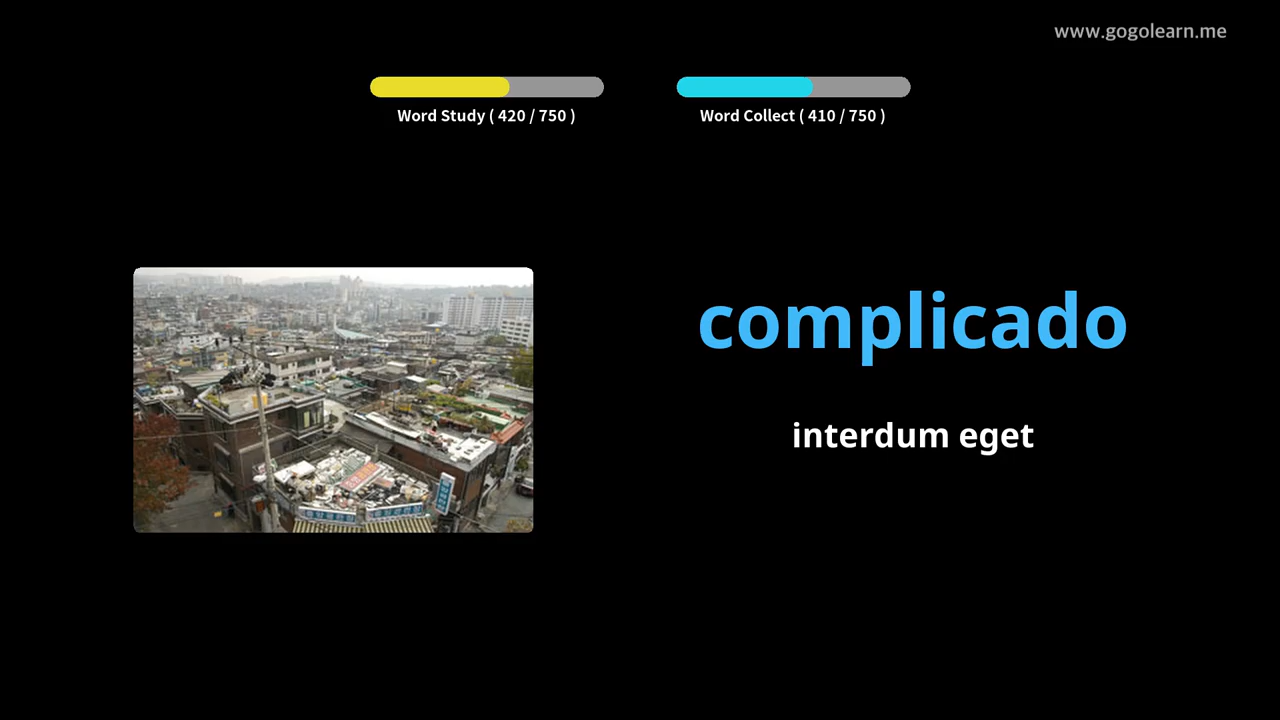 www.gogolearn.me
Word Study ( 420 / 750 )
Word Collect ( 410 / 750 )
complicado
interdum eget